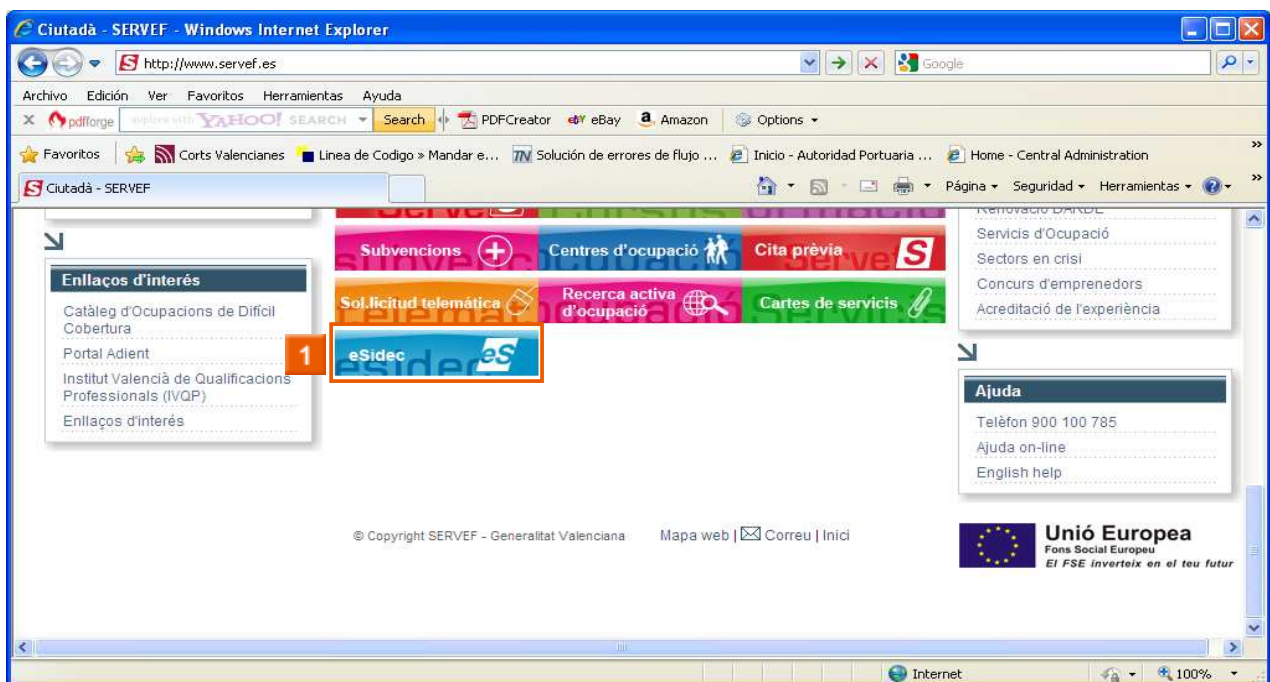 Ciutadà - SERVEF - Windows Internet Explorer
http://www.servef.es
Google
Archivo Edición Ver Favoritos Herramientas Ayuda
pdfforge YAHOO! SEARCH Search PDFCreator eBay Amazon Options
Favoritos Corts Valencianes Linea de Codigo » Mandar e... Solución de errores de flujo ... Inicio - Autoridad Portuaria ... Home - Central Administration »
Ciutadà - SERVEF
Página Seguridad Herramientas »
Enllaços d'interés
Catàleg d'Ocupacions de Difícil
Cobertura
Portal Adient
Institut Valencià de Qualificacions
Professionals (IVQP)
Enllaços d'interés
Subvencions
Centres d'ocupació
Cita prèvia
Sol.licitud telemática
Recerca activa
d'ocupació
Cartes de servicis
1
eSidec
eS
Renovació DARDE
Servicis d'Ocupació
Sectors en crisi
Concurs d'emprenedors
Acreditació de l'experiència
Ajuda
Telèfon 900 100 785
Ajuda on-line
English help
© Copyright SERVEF - Generalitat Valenciana Mapa web | Correu | Inici
Unió Europea
Fons Social Europeu
El FSE inverteix en el teu futur
Internet
100%